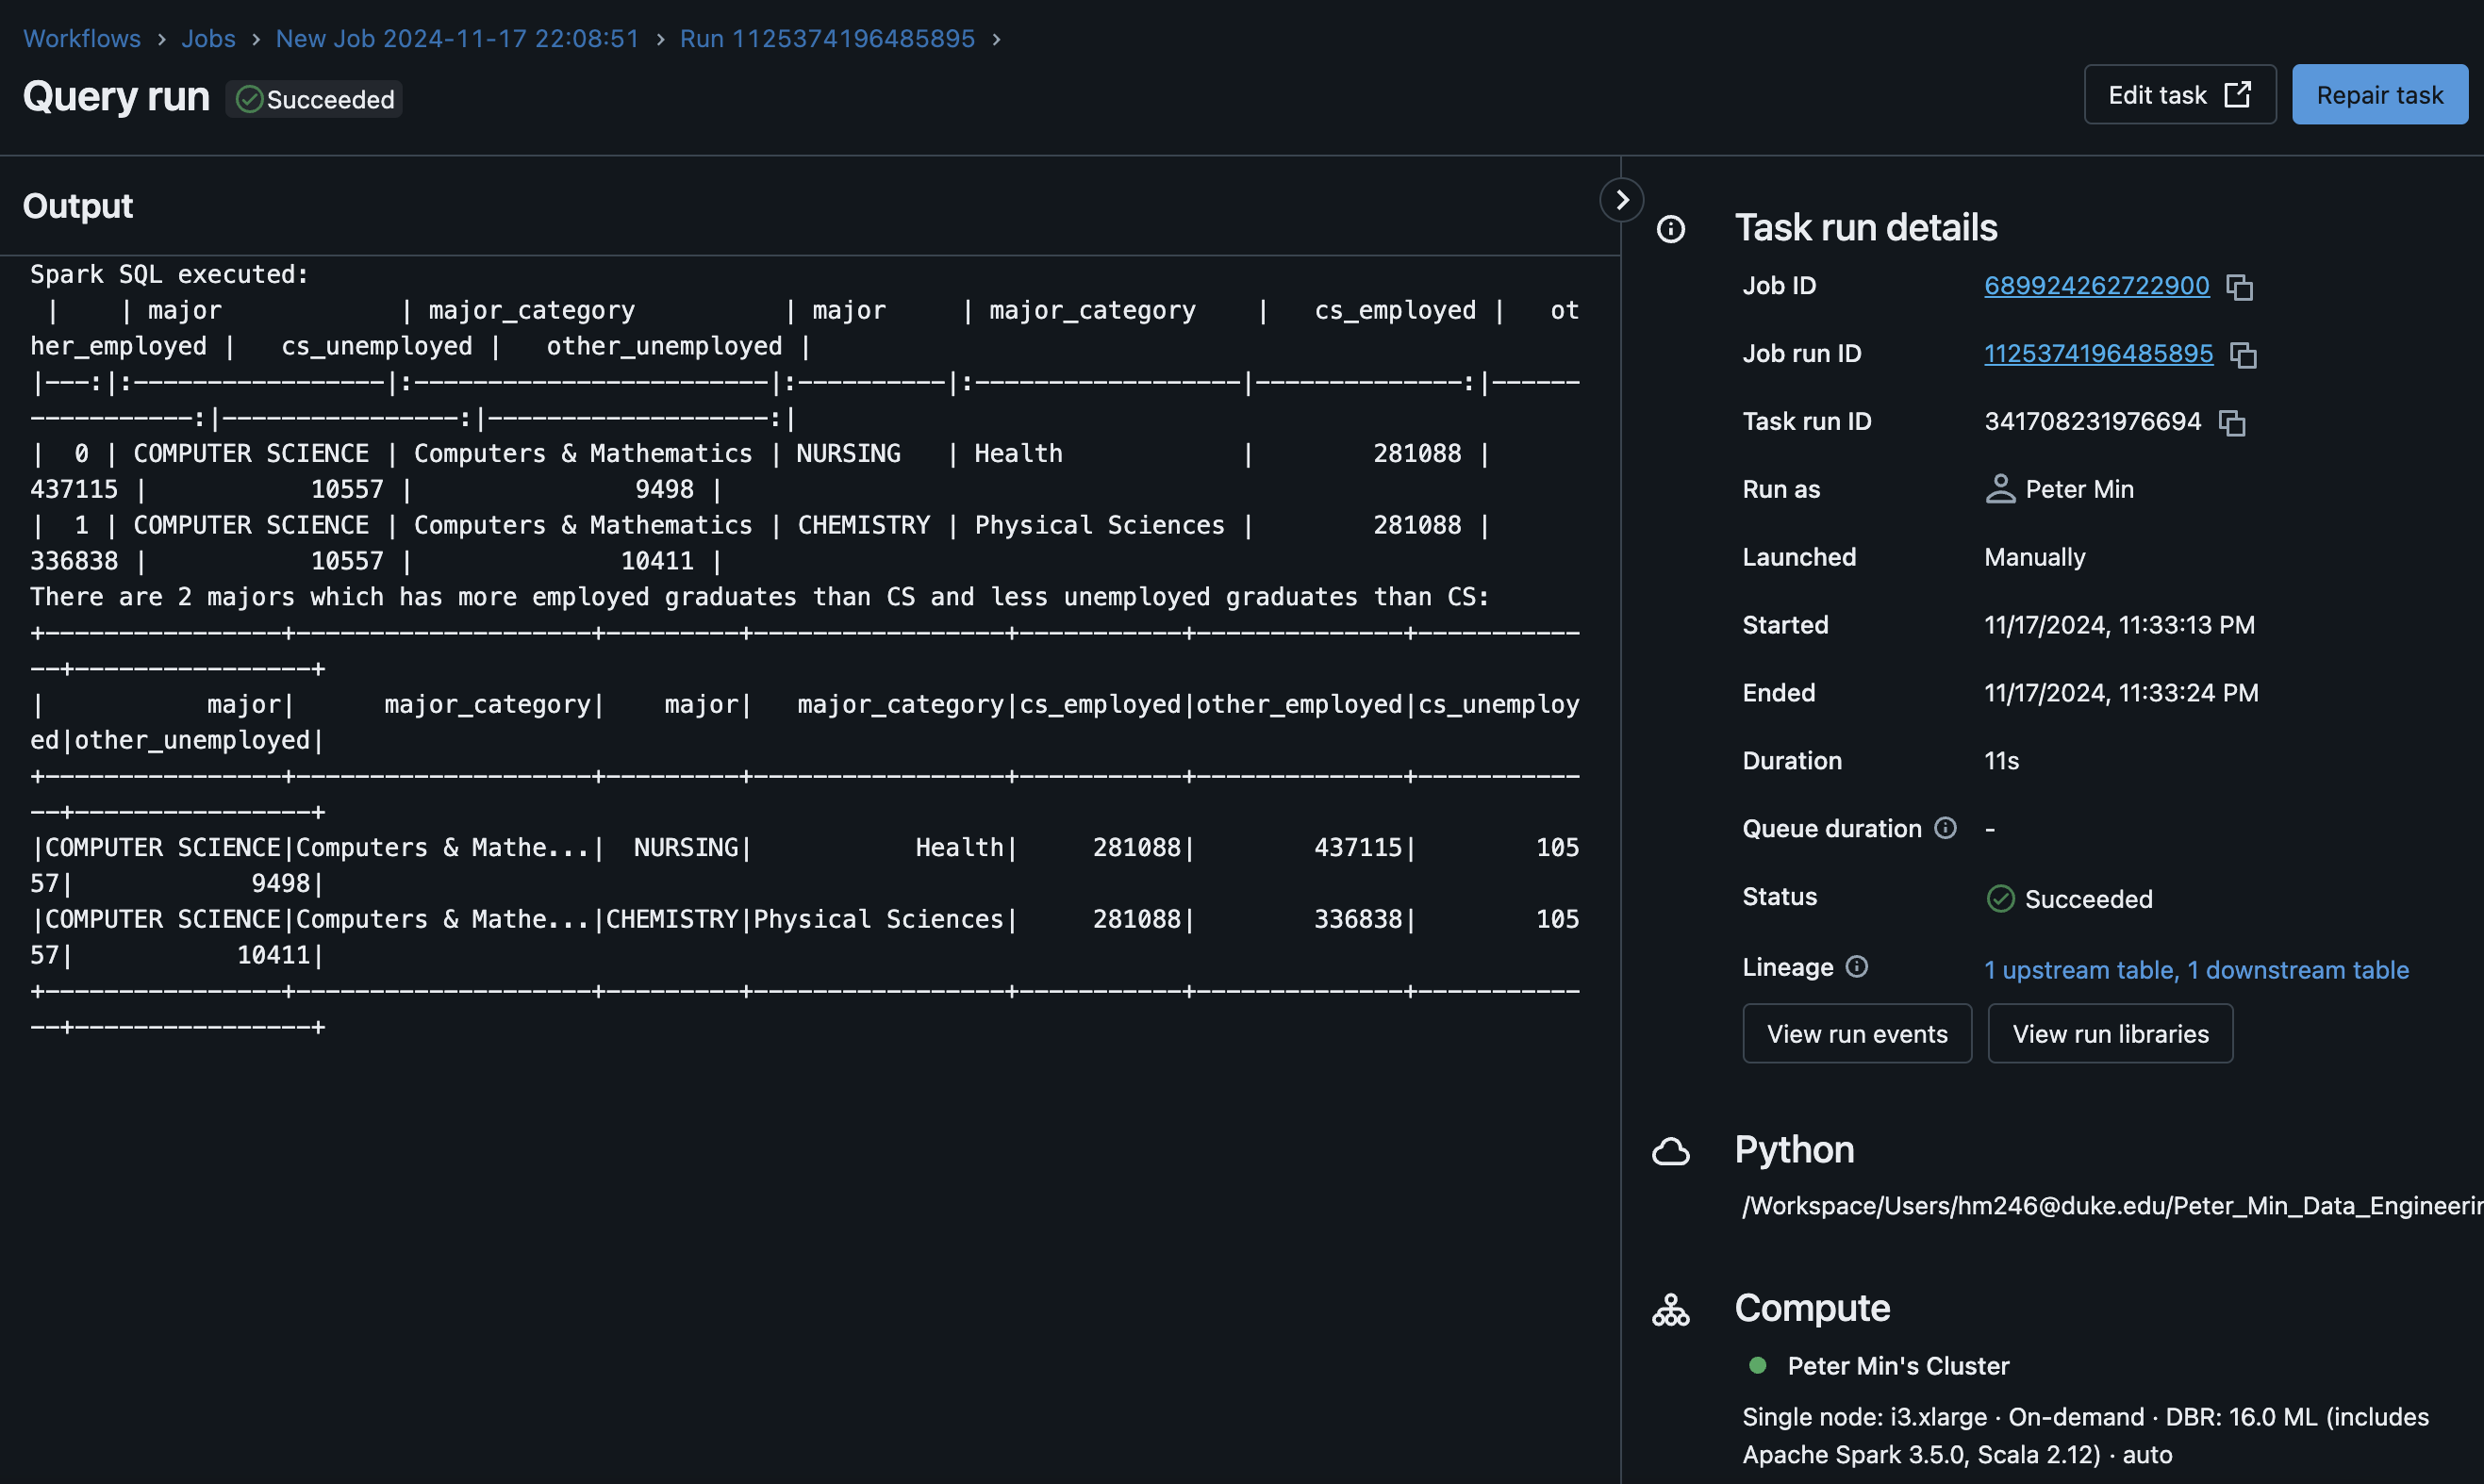 Workflows > Jobs > New Job 2024-11-17 22:08:51 > Run 1125374196485895 >
Query run Succeeded
Edit task
Repair task
Output
Spark SQL executed:
 |    | major            | major_category          | major     | major_category    |   cs_employed |   ot
her_employed |   cs_unemployed |   other_unemployed |
|---:|:-----------------|:------------------------|:----------|:------------------|--------------:|------
-----------:|----------------:|-------------------:|
|  0 | COMPUTER SCIENCE | Computers & Mathematics | NURSING   | Health            |        281088 |
437115 |           10557 |               9498 |
|  1 | COMPUTER SCIENCE | Computers & Mathematics | CHEMISTRY | Physical Sciences |        281088 |
336838 |           10557 |              10411 |
There are 2 majors which has more employed graduates than CS and less unemployed graduates than CS:
+----------------+--------------------+---------+-----------------+-----------+--------------+-----------
--+----------------+
|           major|      major_category|    major|   major_category|cs_employed|other_employed|cs_unemploy
ed|other_unemployed|
+----------------+--------------------+---------+-----------------+-----------+--------------+-----------
--+----------------+
|COMPUTER SCIENCE|Computers & Mathe...|  NURSING|           Health|     281088|        437115|        105
57|            9498|
|COMPUTER SCIENCE|Computers & Mathe...|CHEMISTRY|Physical Sciences|     281088|        336838|        105
57|           10411|
+----------------+--------------------+---------+-----------------+-----------+--------------+-----------
--+----------------+
Task run details
Job ID 689924262722900
Job run ID 1125374196485895
Task run ID 341708231976694
Run as Peter Min
Launched Manually
Started 11/17/2024, 11:33:13 PM
Ended 11/17/2024, 11:33:24 PM
Duration 11s
Queue duration -
Status Succeeded
Lineage 1 upstream table, 1 downstream table
View run events View run libraries
Python
/Workspace/Users/hm246@duke.edu/Peter_Min_Data_Engineerin
Compute
Peter Min's Cluster
Single node: i3.xlarge · On-demand · DBR: 16.0 ML (includes
Apache Spark 3.5.0, Scala 2.12) · auto